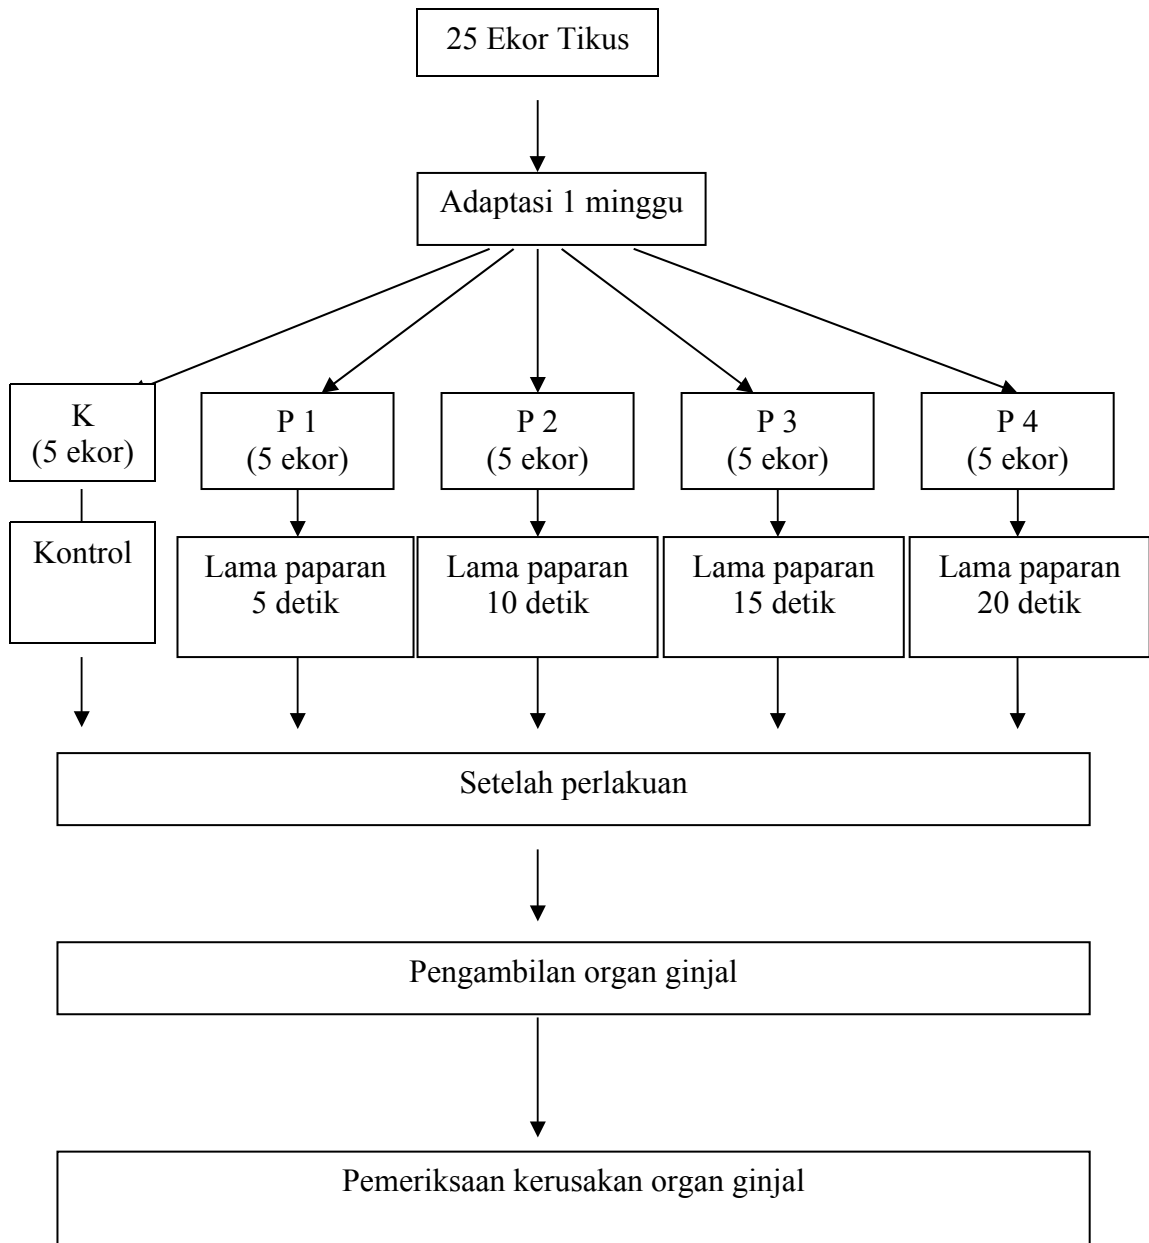 25 Ekor Tikus
Adaptasi 1 minggu
K
(5 ekor)
P 1
(5 ekor)
P 2
(5 ekor)
P 3
(5 ekor)
P 4
(5 ekor)
Kontrol
Lama paparan
5 detik
Lama paparan
10 detik
Lama paparan
15 detik
Lama paparan
20 detik
Setelah perlakuan
Pengambilan organ ginjal
Pemeriksaan kerusakan organ ginjal